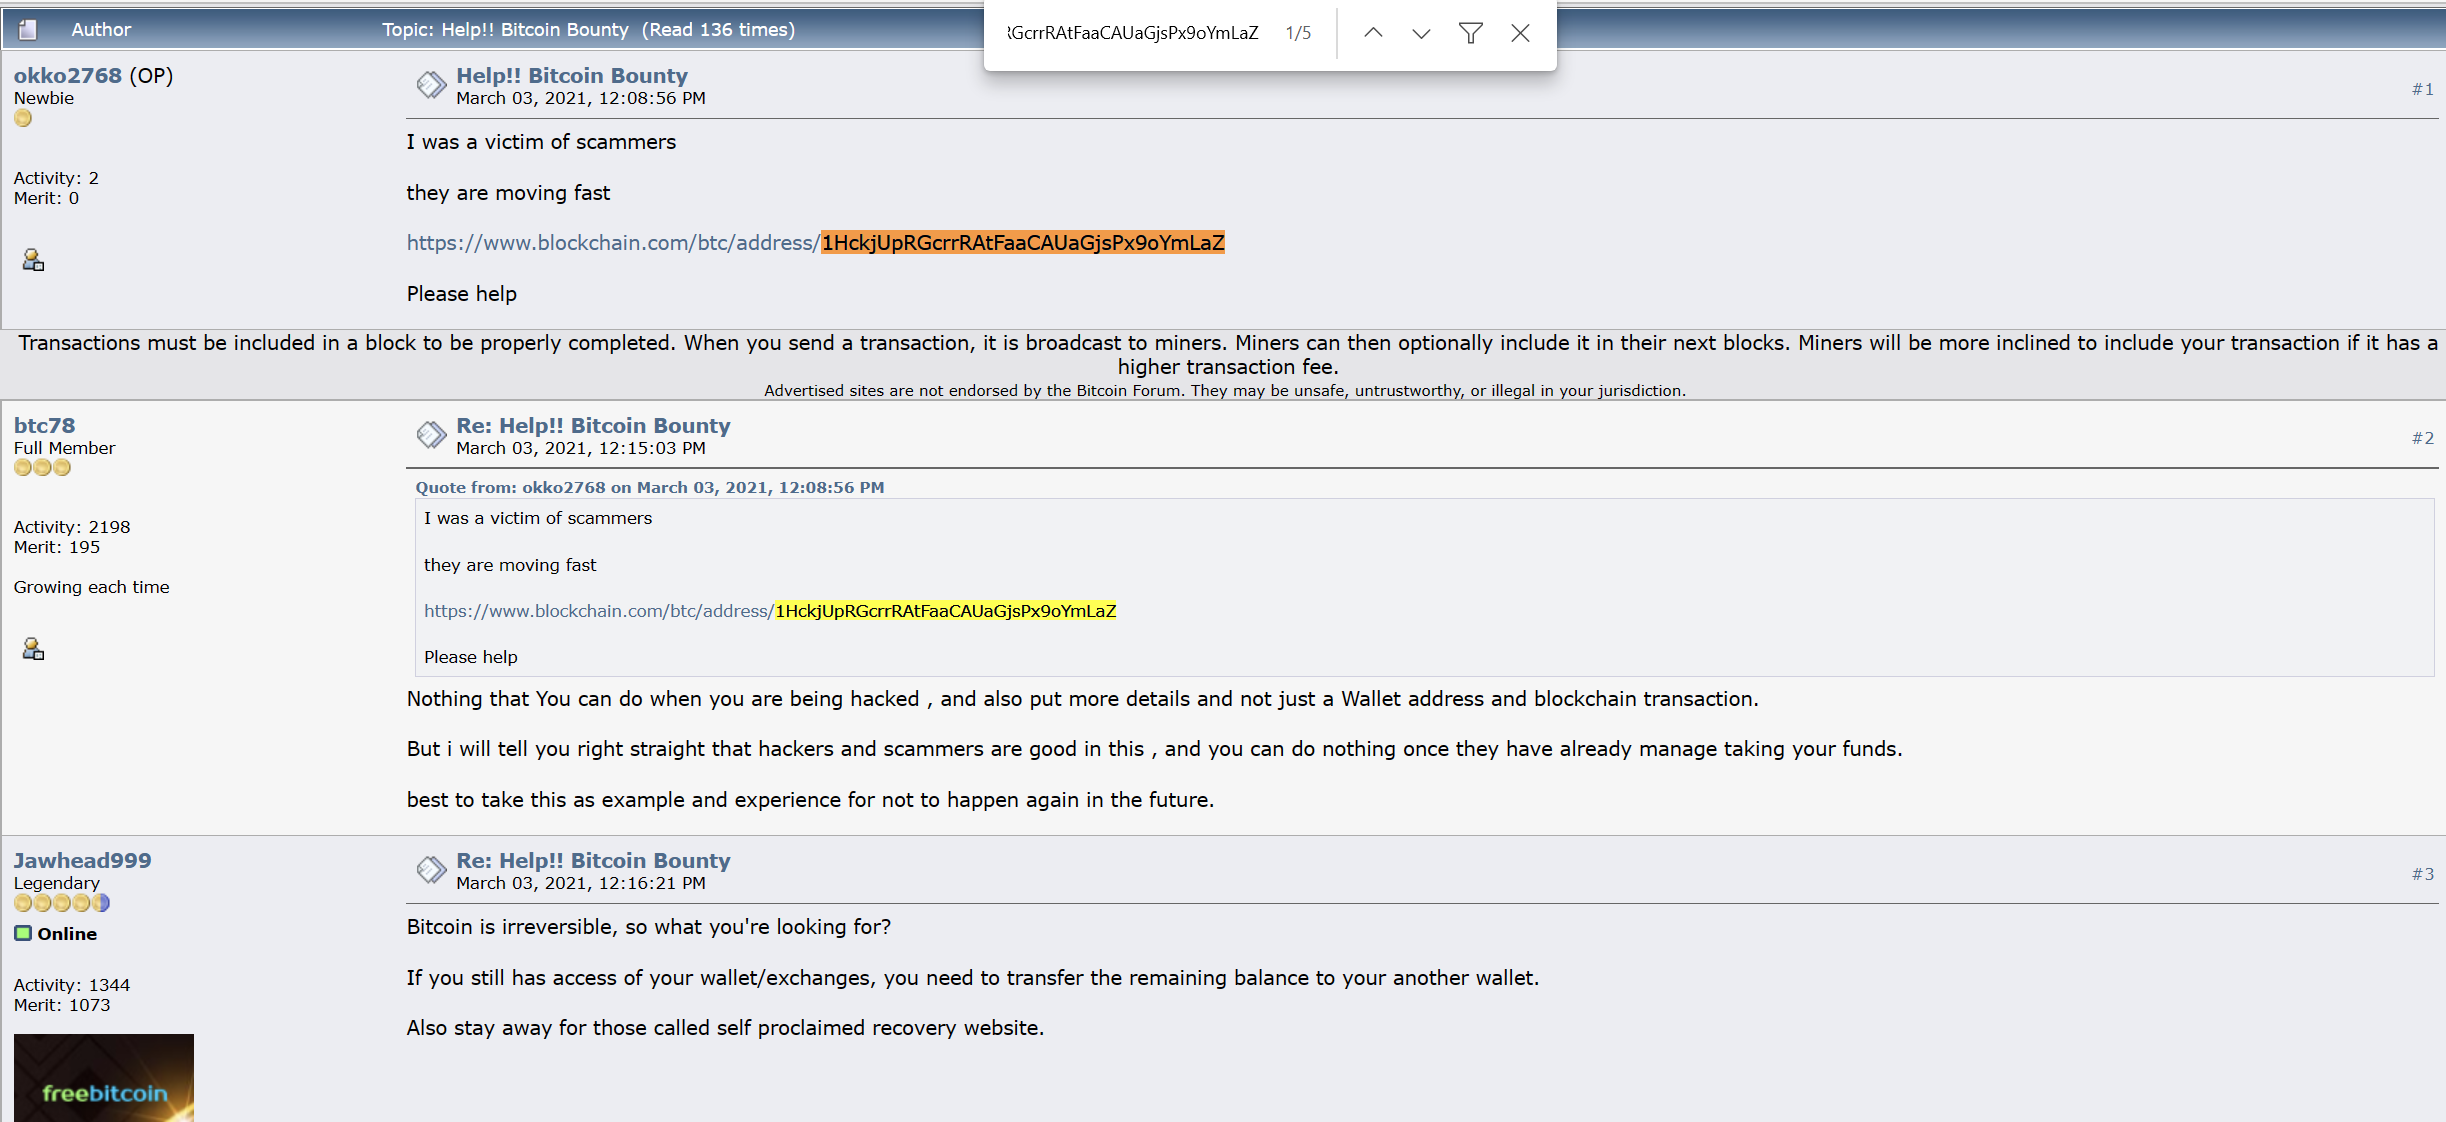 Author Topic: Help!! Bitcoin Bounty (Read 136 times)
RGcrrRAtFaaCAUaGjsPx9oYmLaZ 1/5
okko2768 (OP)
Newbie
Activity: 2
Merit: 0
Help!! Bitcoin Bounty
March 03, 2021, 12:08:56 PM
#1
I was a victim of scammers
they are moving fast
https://www.blockchain.com/btc/address/1HckjUpRGcrrRAtFaaCAUaGjsPx9oYmLaZ
Please help
Transactions must be included in a block to be properly completed. When you send a transaction, it is broadcast to miners. Miners can then optionally include it in their next blocks. Miners will be more inclined to include your transaction if it has a
higher transaction fee.
Advertised sites are not endorsed by the Bitcoin Forum. They may be unsafe, untrustworthy, or illegal in your jurisdiction.
btc78
Full Member
Activity: 2198
Merit: 195
Growing each time
Re: Help!! Bitcoin Bounty
March 03, 2021, 12:15:03 PM
#2
Quote from: okko2768 on March 03, 2021, 12:08:56 PM
I was a victim of scammers
they are moving fast
https://www.blockchain.com/btc/address/1HckjUpRGcrrRAtFaaCAUaGjsPx9oYmLaZ
Please help
Nothing that You can do when you are being hacked , and also put more details and not just a Wallet address and blockchain transaction.
But i will tell you right straight that hackers and scammers are good in this , and you can do nothing once they have already manage taking your funds.
best to take this as example and experience for not to happen again in the future.
Jawhead999
Legendary
Online
Activity: 1344
Merit: 1073
freebitcoin
Re: Help!! Bitcoin Bounty
March 03, 2021, 12:16:21 PM
#3
Bitcoin is irreversible, so what you're looking for?
If you still has access of your wallet/exchanges, you need to transfer the remaining balance to your another wallet.
Also stay away for those called self proclaimed recovery website.